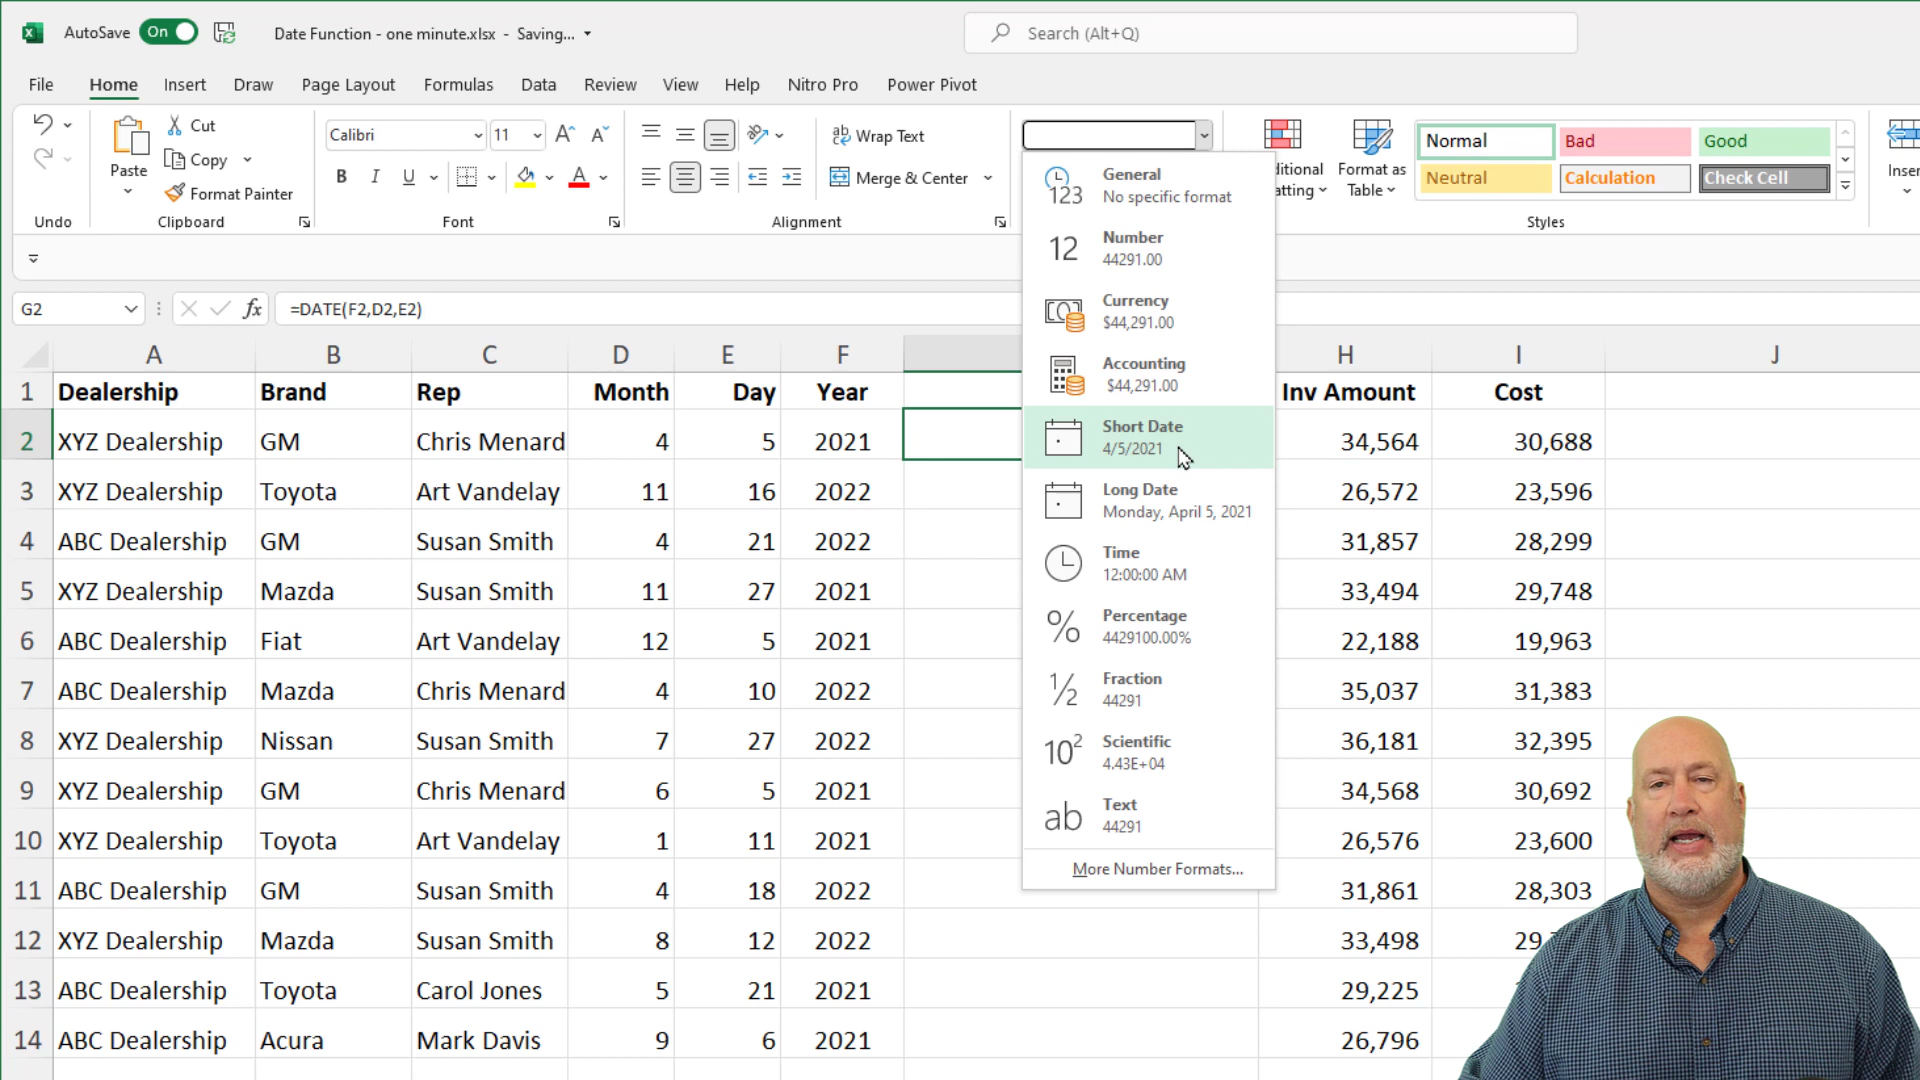 AutoSave On Date Function - one minute.xlsx - Saving... Search (Alt+Q)
File Home Insert Draw Page Layout Formulas Data Review View Help Nitro Pro Power Pivot
Undo
Paste
Cut
Copy
Format Painter
Clipboard
Calibri 11
B I U A
Font
Wrap Text
Merge & Center
Alignment
ditional
atting
Format as
Table
Normal Bad Good
Neutral Calculation Check Cell
Styles
Inser
G2 fx =DATE(F2,D2,E2)
General
No specific format
Number
44291.00
Currency
$44,291.00
Accounting
$44,291.00
Short Date
4/5/2021
Long Date
Monday, April 5, 2021
Time
12:00:00 AM
Percentage
4429100.00%
Fraction
44291
Scientific
4.43E+04
Text
44291
More Number Formats...
A B C D E F H I J
1 Dealership Brand Rep Month Day Year Inv Amount Cost
2 XYZ Dealership GM Chris Menard 4 5 2021 34,564 30,688
3 XYZ Dealership Toyota Art Vandelay 11 16 2022 26,572 23,596
4 ABC Dealership GM Susan Smith 4 21 2022 31,857 28,299
5 XYZ Dealership Mazda Susan Smith 11 27 2022 33,494 29,748
6 ABC Dealership Fiat Art Vandelay 12 5 2021 22,188 19,963
7 ABC Dealership Mazda Chris Menard 4 10 2022 35,037 31,383
8 XYZ Dealership Nissan Susan Smith 7 27 2022 36,181 32,395
9 XYZ Dealership GM Chris Menard 6 5 2021 34,568 30,692
10 XYZ Dealership Toyota Art Vandelay 1 11 2021 26,576 23,600
11 ABC Dealership GM Susan Smith 4 18 2022 31,861 28,303
12 XYZ Dealership Mazda Susan Smith 8 12 2022 33,498
13 ABC Dealership Toyota Carol Jones 5 21 2021 29,225
14 ABC Dealership Acura Mark Davis 9 6 2021 26,796